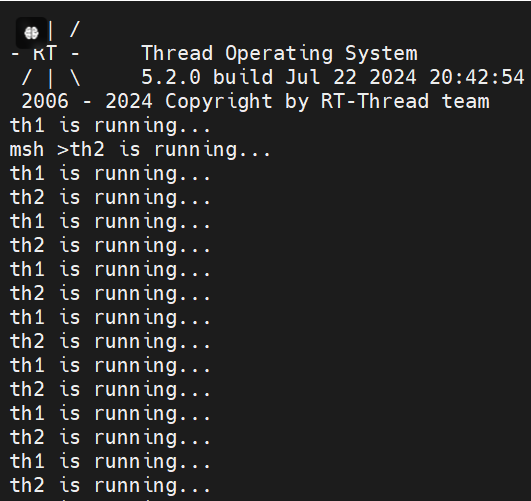 | /
- RT -     Thread Operating System
 / | \     5.2.0 build Jul 22 2024 20:42:54
 2006 - 2024 Copyright by RT-Thread team
th1 is running...
msh >th2 is running...
th1 is running...
th2 is running...
th1 is running...
th2 is running...
th1 is running...
th2 is running...
th1 is running...
th2 is running...
th1 is running...
th2 is running...
th1 is running...
th2 is running...
th1 is running...
th2 is running...